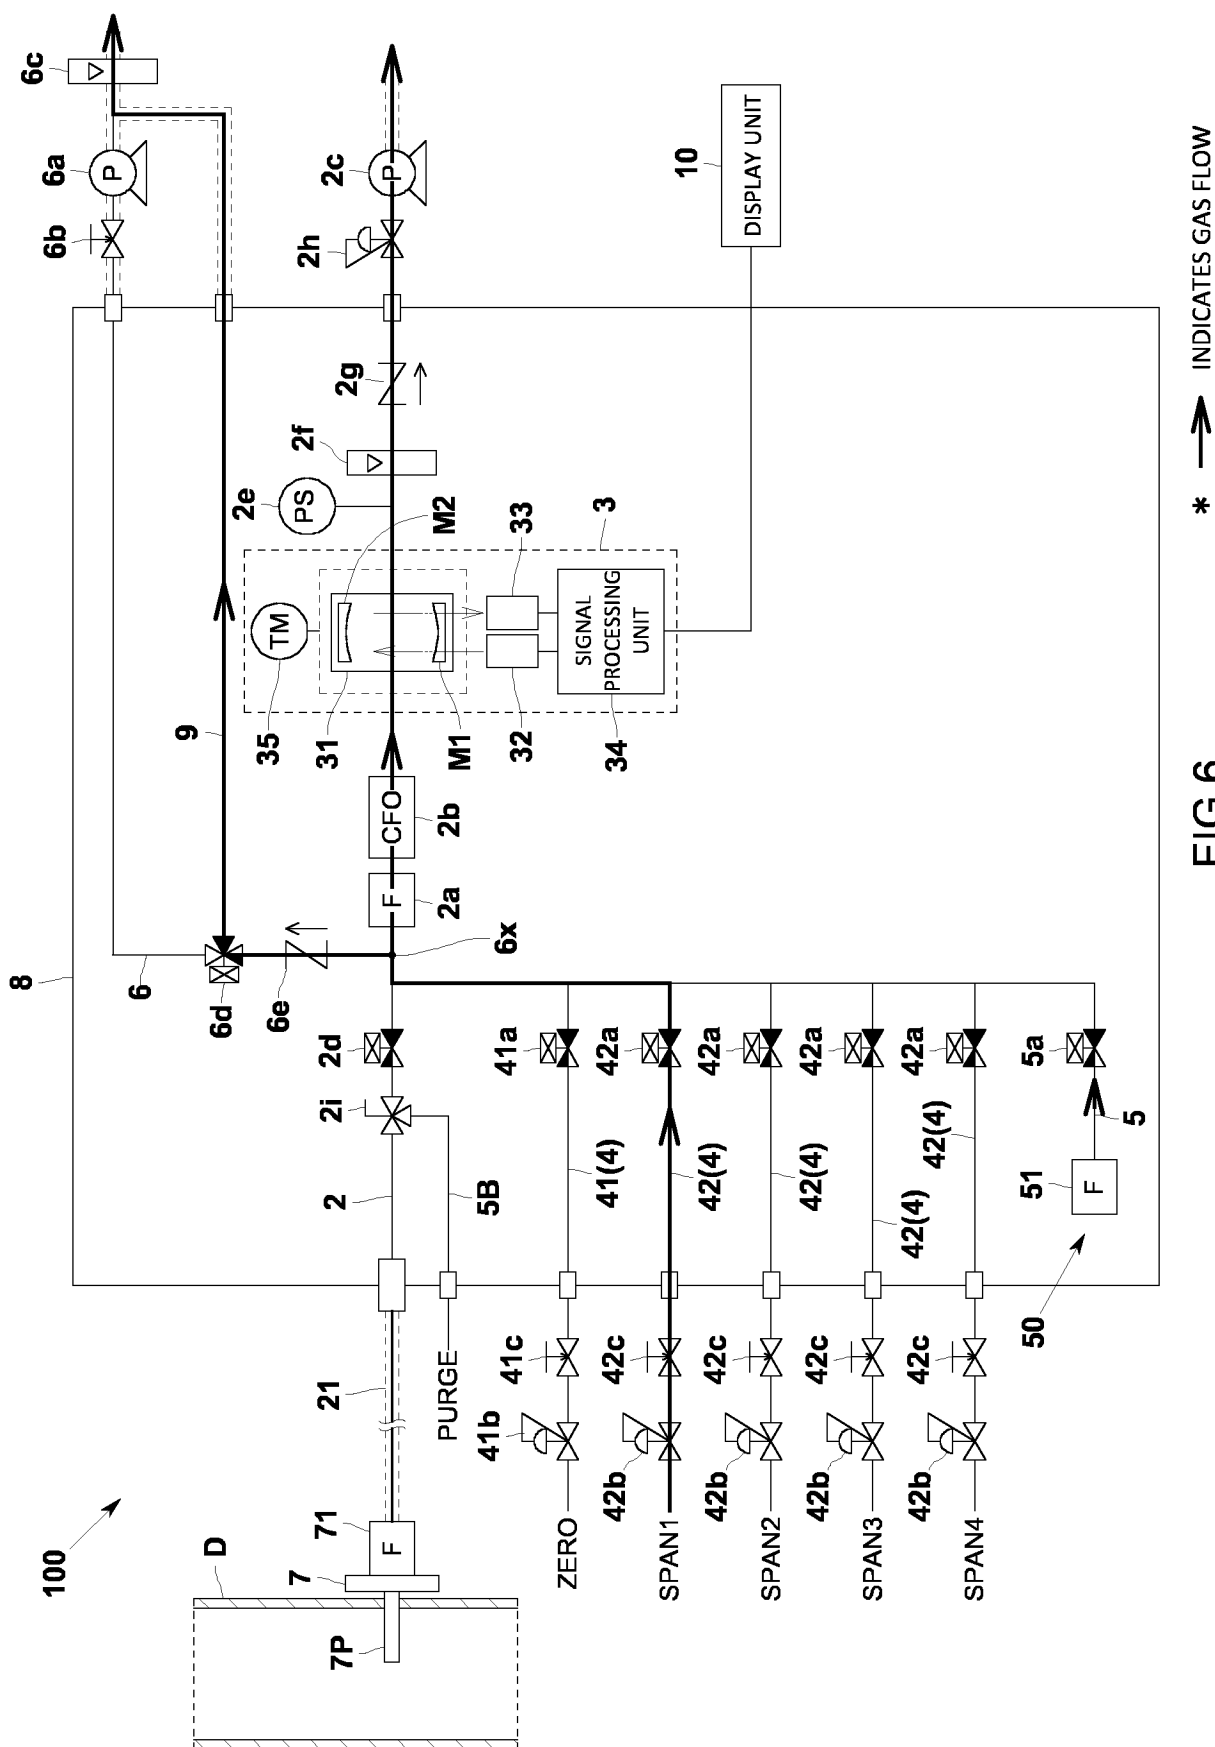 100
D
7P
7
71
F
21
PURGE
5B
2
2i
2d
8
6
6d
6e
6x
9
6b
6a
P
6c
F
2a
CFO
2b
35
TM
31
M1
M2
32
33
3
34
SIGNAL
PROCESSING
UNIT
2e
PS
2f
2g
2h
2c
P
10
DISPLAY UNIT
ZERO
41b
41c
41(4)
41a
SPAN1
42b
42c
42(4)
42a
SPAN2
42b
42c
42(4)
42a
SPAN3
42b
42c
42(4)
42a
SPAN4
42b
42c
42(4)
42a
50
51
F
5
5a
* INDICATES GAS FLOW
FIG.6